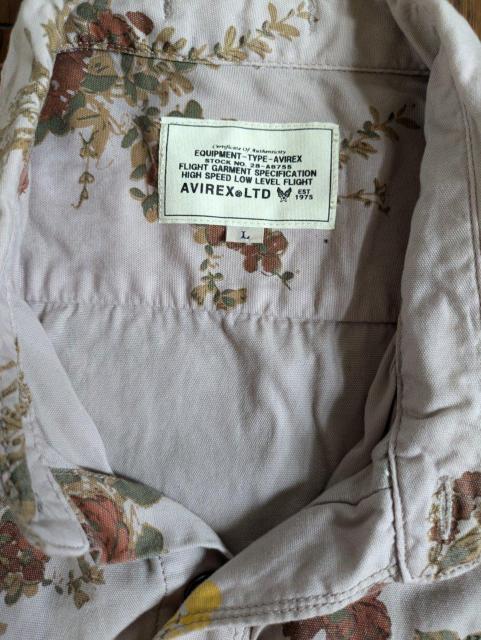 Certificate Of Authenticity
EQUIPMENT-TYPE-AVIREX
STOCK NO. 28-A8755
FLIGHT GARMENT SPECIFICATION
HIGH SPEED LOW LEVEL FLIGHT
AVIREX®LTD EST 1975
L